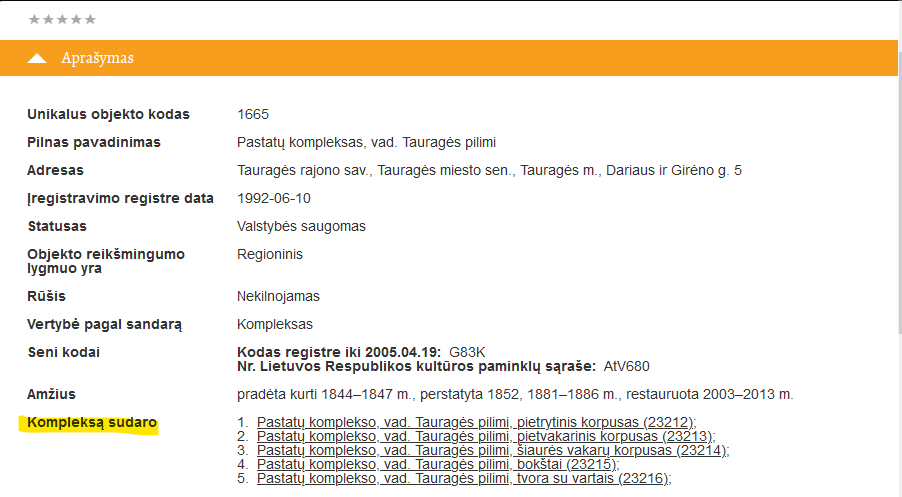 Aprašymas
Unikalus objekto kodas 1665
Pilnas pavadinimas Pastatų kompleksas, vad. Tauragės pilimi
Adresas Tauragės rajono sav., Tauragės miesto sen., Tauragės m., Dariaus ir Girėno g. 5
Įregistravimo registre data 1992-06-10
Statusas Valstybės saugomas
Objekto reikšmingumo Regioninis
lygmuo yra
Rūšis Nekilnojamas
Vertybė pagal sandarą Kompleksas
Seni kodai Kodas registre iki 2005.04.19: G83K
Nr. Lietuvos Respublikos kultūros paminklų sąraše: AtV680
Amžius pradėta kurti 1844–1847 m., perstatyta 1852, 1881–1886 m., restauruota 2003–2013 m.
Kompleksą sudaro 1. Pastatų komplekso, vad. Tauragės pilimi, pietrytinis korpusas (23212);
2. Pastatų komplekso, vad. Tauragės pilimi, pietvakarinis korpusas (23213);
3. Pastatų komplekso, vad. Tauragės pilimi, šiaurės vakarų korpusas (23214);
4. Pastatų komplekso, vad. Tauragės pilimi, bokštai (23215);
5. Pastatų komplekso, vad. Tauragės pilimi, tvora su vartais (23216);